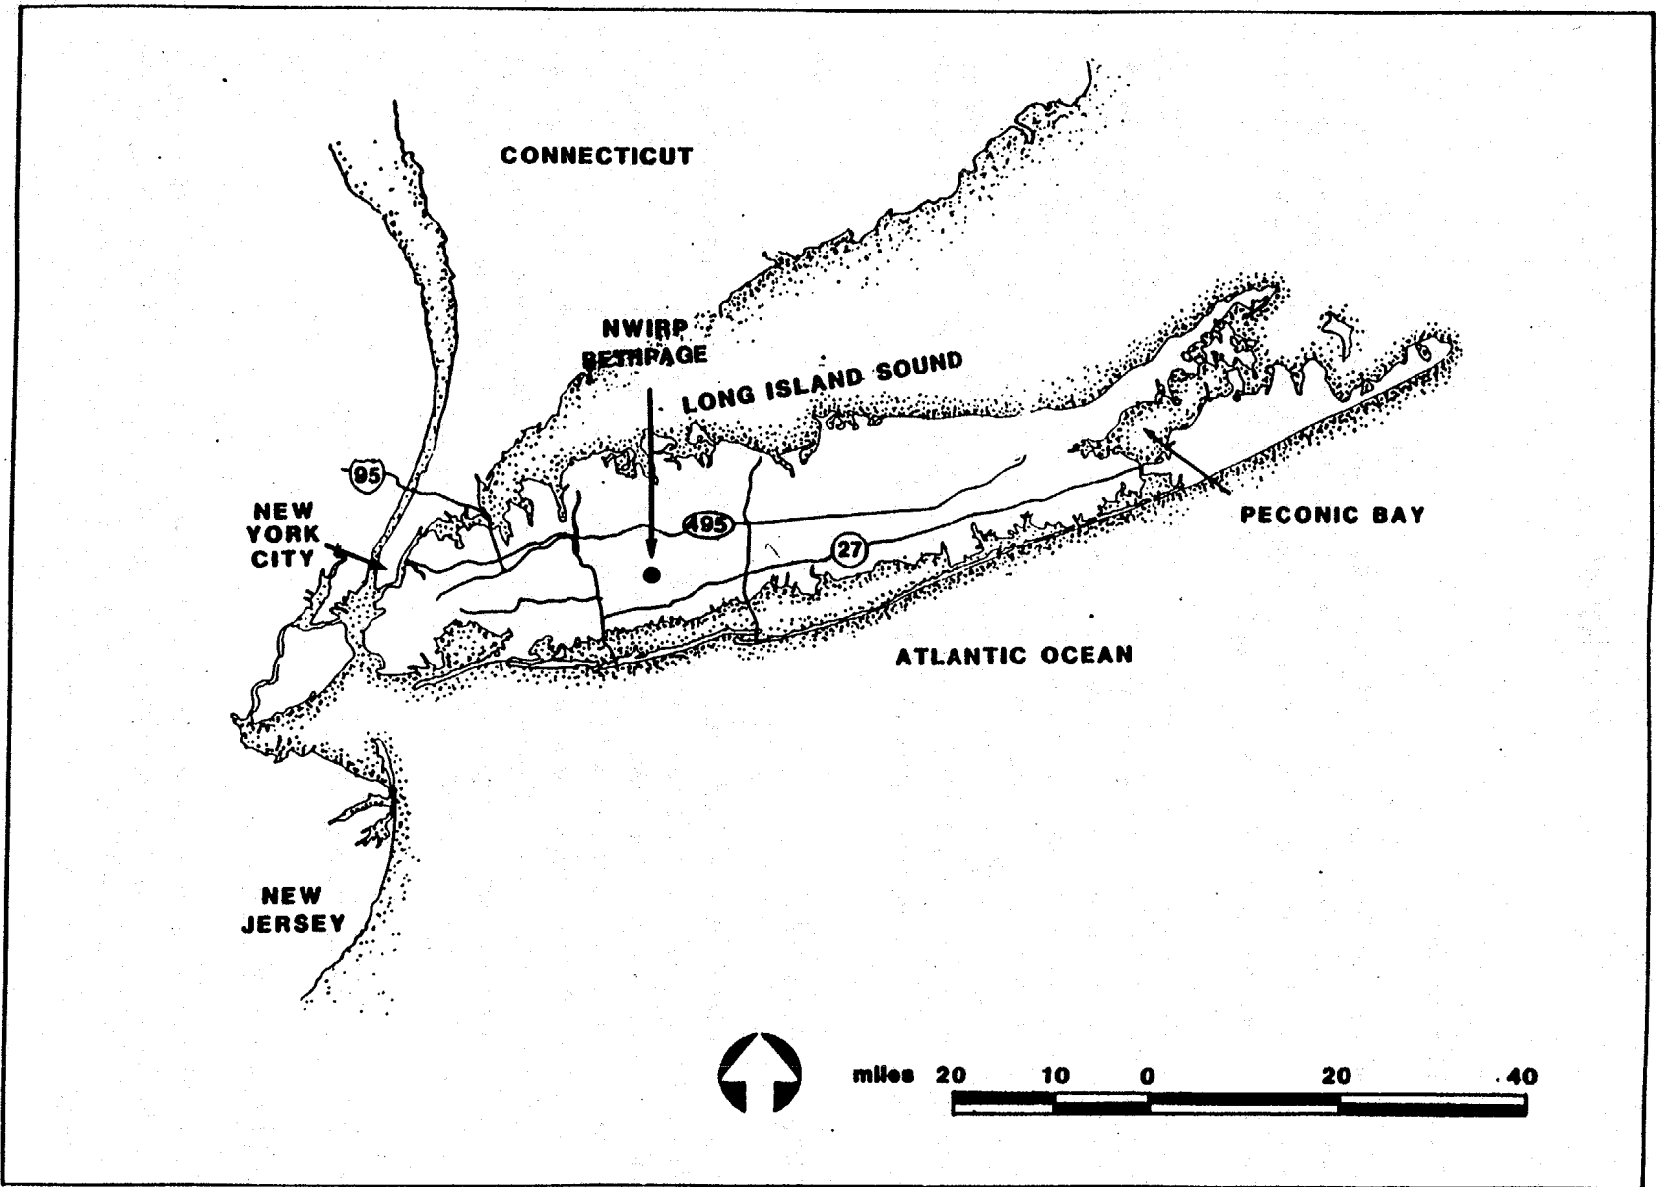 CONNECTICUT
NWIRP
BETHPAGE
LONG ISLAND SOUND
95
NEW
YORK
CITY
495
27
PECONIC BAY
ATLANTIC OCEAN
NEW
JERSEY
miles 20 10 0 20 40